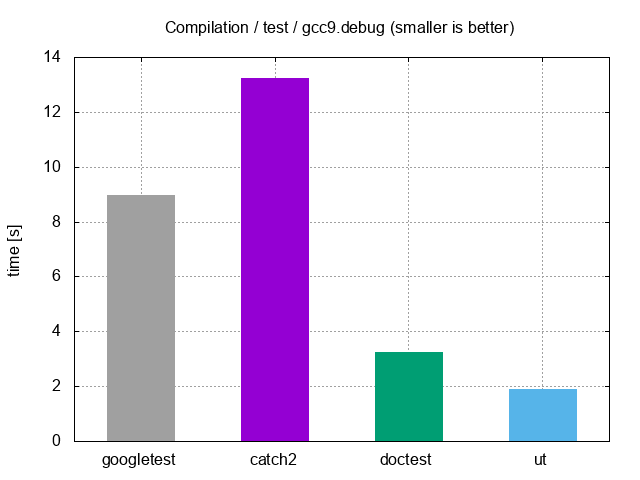 Compilation / test / gcc9.debug (smaller is better)
14
12
10
8
6
4
2
0
time [s]
googletest catch2 doctest ut